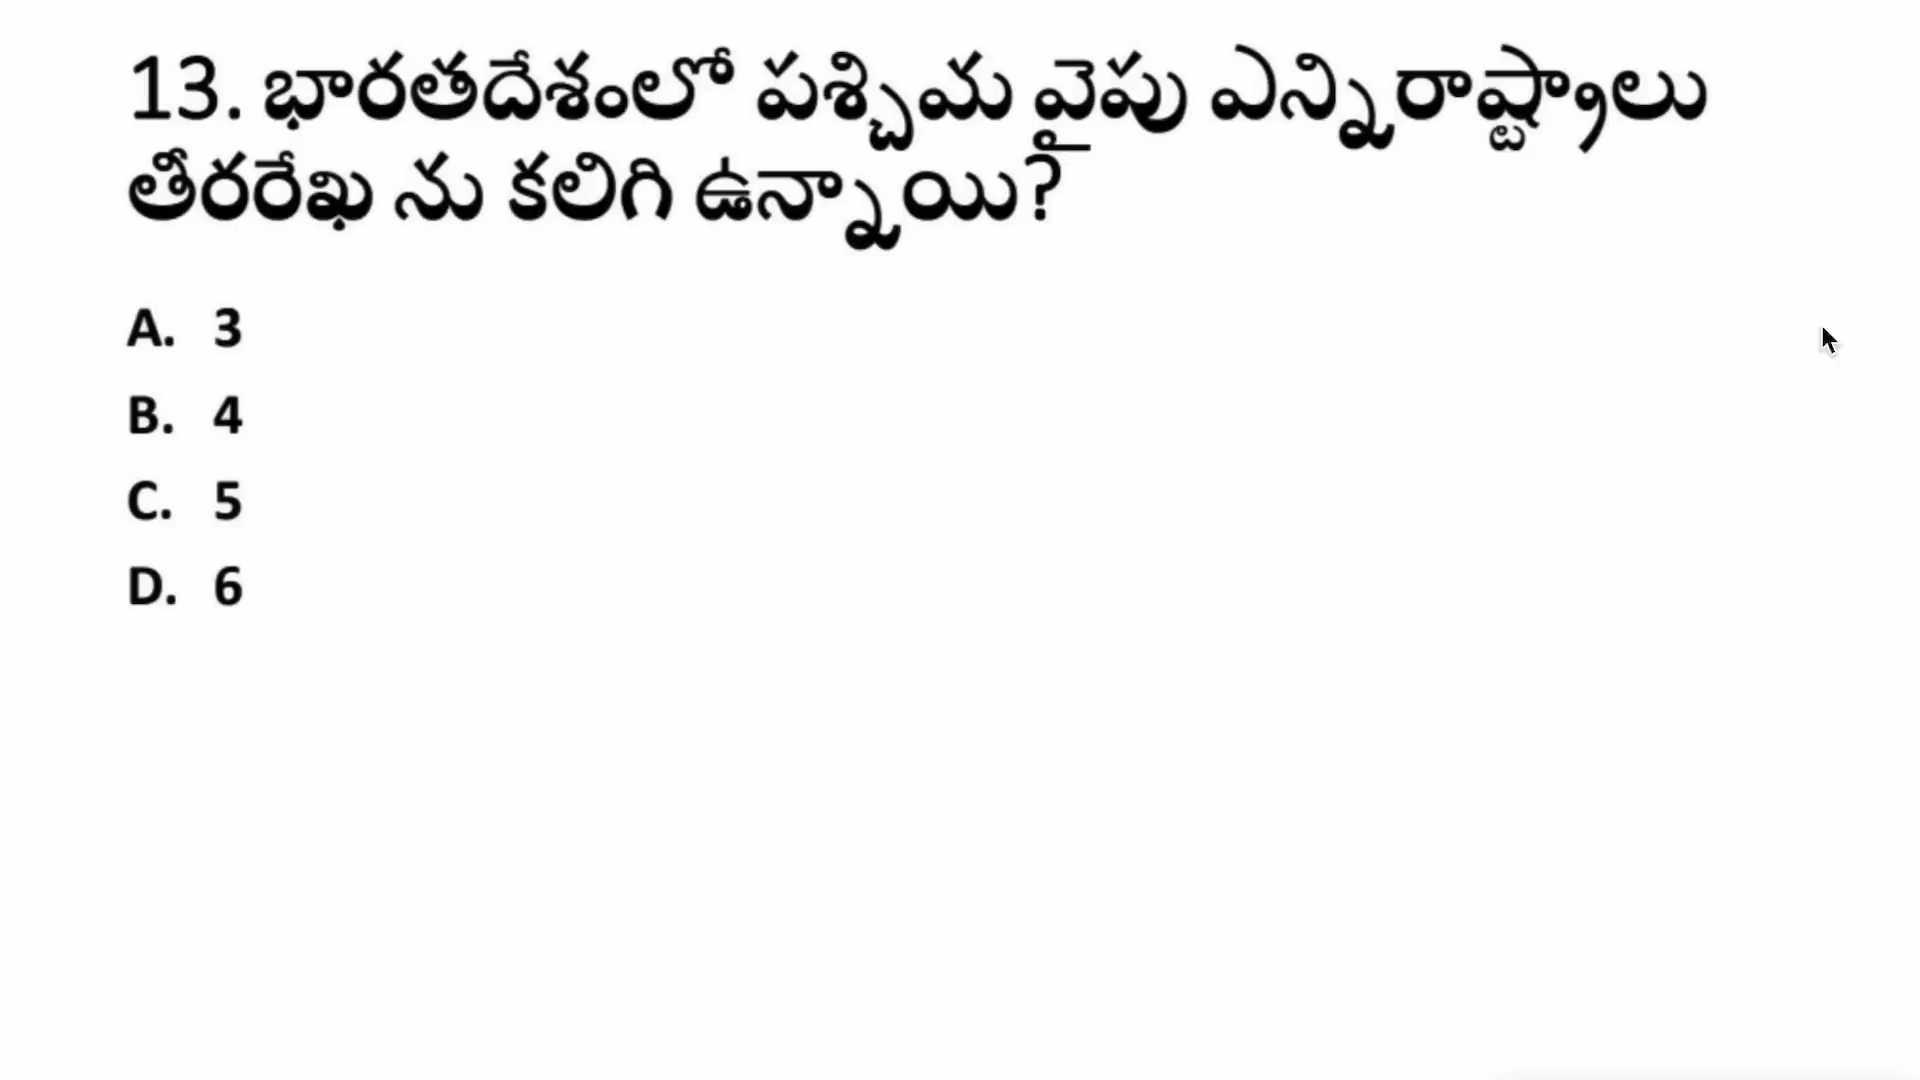 13. భారతదేశంలో పశ్చిమ వైపు ఎన్నిరాష్ట్రాలు
తీరరేఖ ను కలిగి ఉన్నాయి?
A. 3
B. 4
C. 5
D. 6